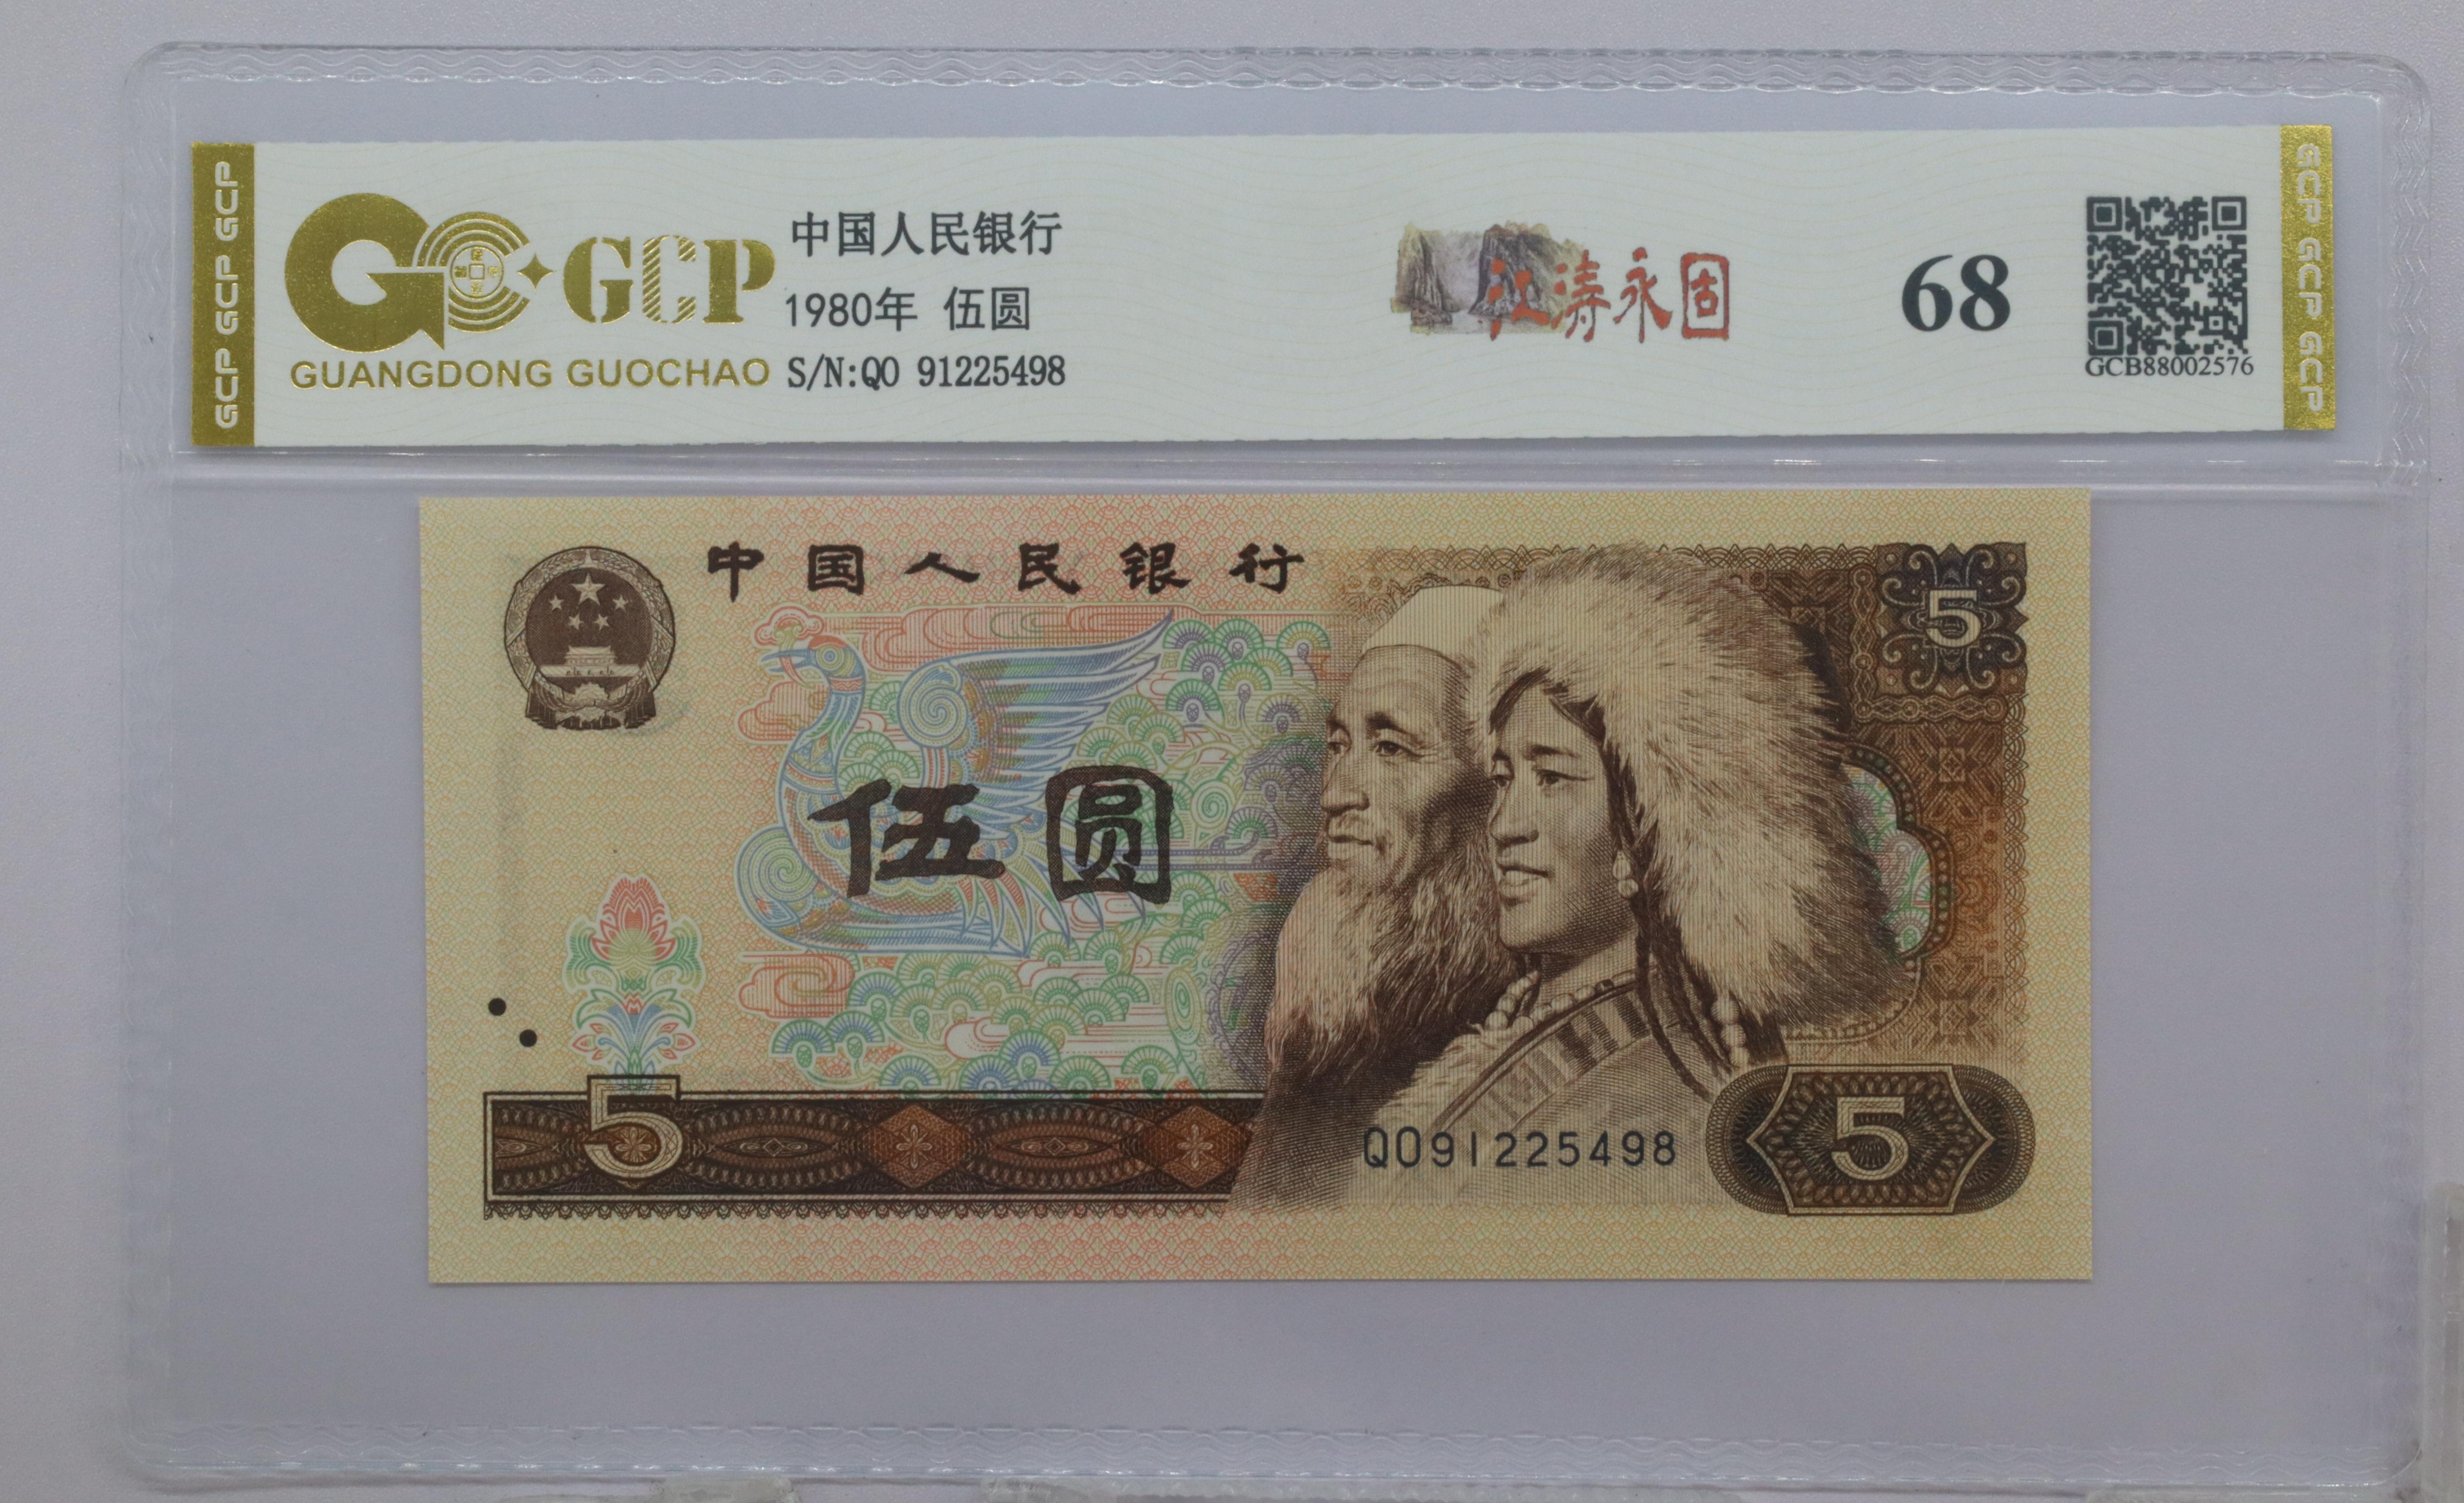 GCP GCP GCP
GCP
GUANGDONG GUOCHAO
中国人民银行
1980年 伍圆
S/N:QO 91225498
江涛永固
68
GCB88002576
GCP GCP GCP
中国人民银行
5
伍圆
5
QO91225498
5